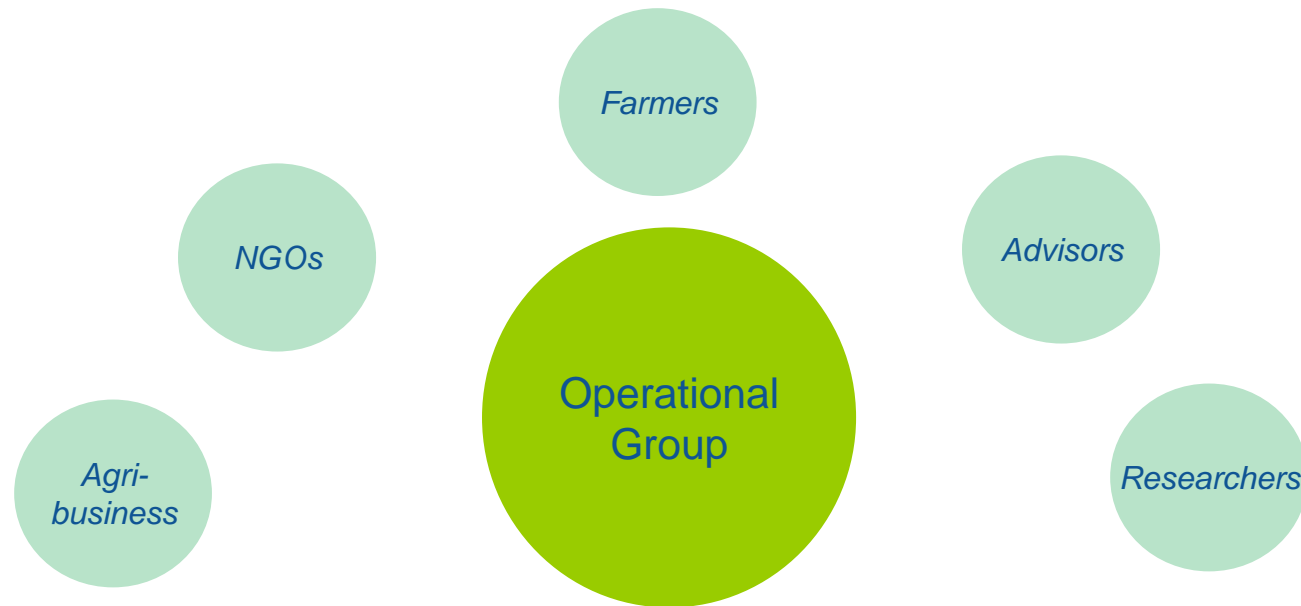 Farmers
NGOs
Advisors
Operational
Group
Agri-
business
Researchers